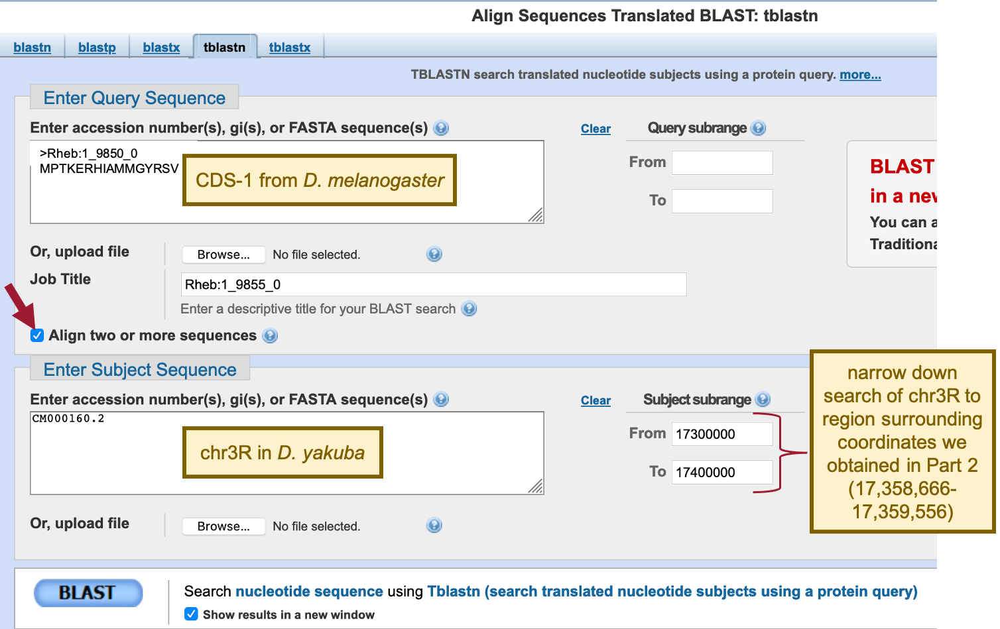 Align Sequences Translated BLAST: tblastn
blastn blastp blastx tblastn tblastx
TBLASTN search translated nucleotide subjects using a protein query. more...
Enter Query Sequence
Enter accession number(s), gi(s), or FASTA sequence(s)
Clear
Query subrange
>Rheb:1_9850_0
MPTKERHIAMMGYRSV
CDS-1 from D. melanogaster
From
To
BLAST
in a new
You can a
Traditiona
Or, upload file
Browse... No file selected.
Job Title
Rheb:1_9855_0
Enter a descriptive title for your BLAST search
Align two or more sequences
Enter Subject Sequence
Enter accession number(s), gi(s), or FASTA sequence(s)
Clear
Subject subrange
CM000160.2
chr3R in D. yakuba
From 17300000
To 17400000
narrow down
search of chr3R to
region surrounding
coordinates we
obtained in Part 2
(17,358,666-
17,359,556)
Or, upload file
Browse... No file selected.
BLAST
Search nucleotide sequence using Tblastn (search translated nucleotide subjects using a protein query)
Show results in a new window